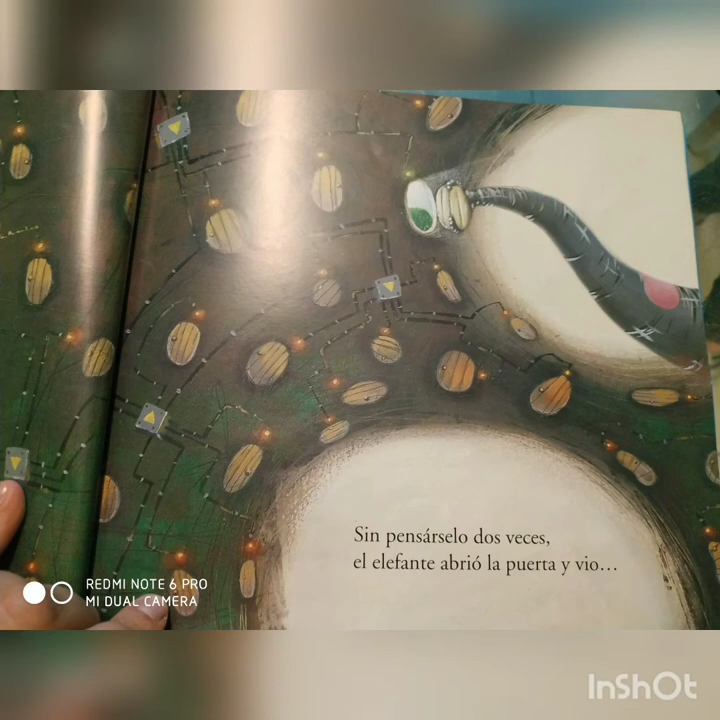 Sin pensárselo dos veces,
el elefante abrió la puerta y vio...
REDMI NOTE 6 PRO
MI DUAL CAMERA
InShOt